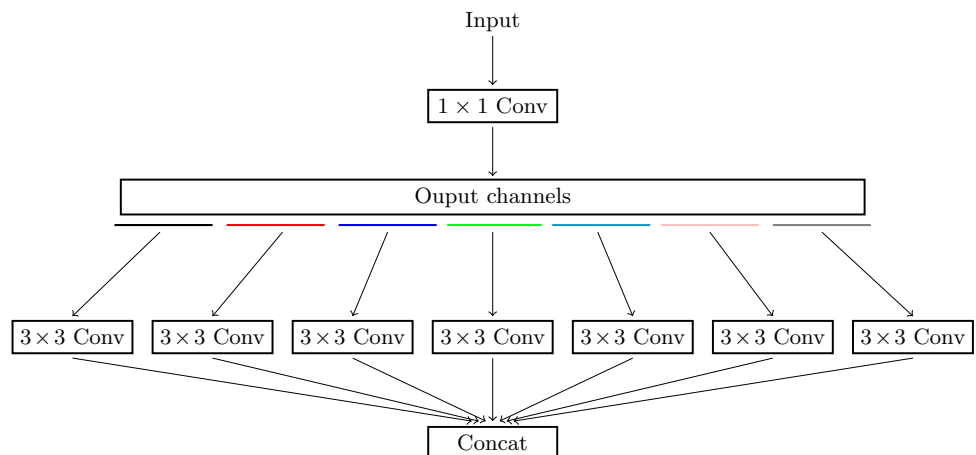 Input
1 × 1 Conv
Ouput channels
3 × 3 Conv 3 × 3 Conv 3 × 3 Conv 3 × 3 Conv 3 × 3 Conv 3 × 3 Conv 3 × 3 Conv
Concat